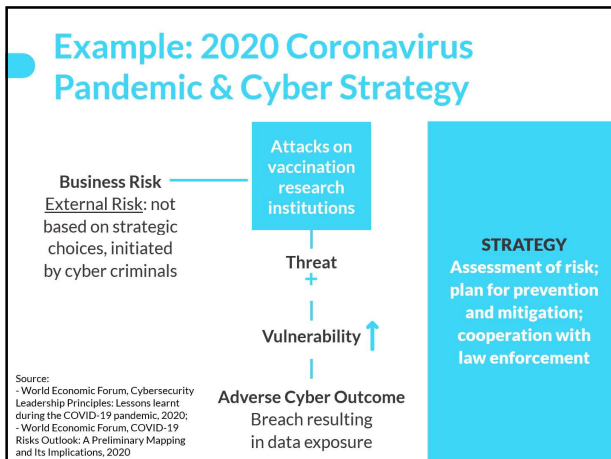 Example: 2020 Coronavirus
Pandemic & Cyber Strategy
Attacks on
vaccination
research
institutions
Business Risk
External Risk: not
based on strategic
choices, initiated
by cyber criminals
Threat
+
Vulnerability
Adverse Cyber Outcome
Breach resulting
in data exposure
STRATEGY
Assessment of risk;
plan for prevention
and mitigation;
cooperation with
law enforcement
Source:
- World Economic Forum, Cybersecurity
Leadership Principles: Lessons learnt
during the COVID-19 pandemic, 2020;
- World Economic Forum, COVID-19
Risks Outlook: A Preliminary Mapping
and Its Implications, 2020